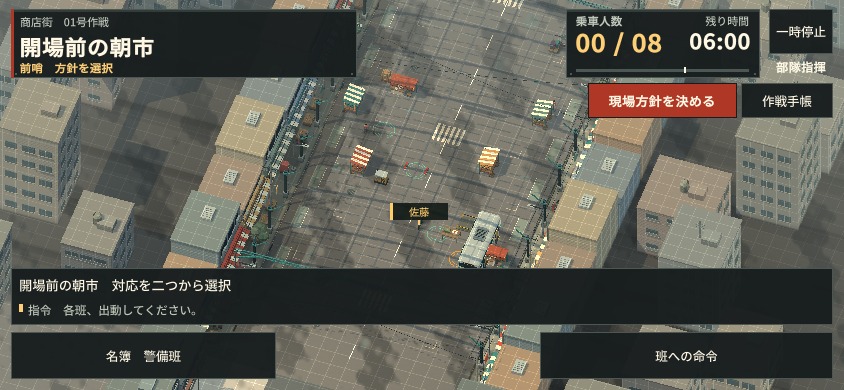 商店街　01号作戦
開場前の朝市
前哨　方針を選択
乗車人数
残り時間
00 / 08
06:00
一時停止
部隊指揮
現場方針を決める
作戦手帳
佐藤
開場前の朝市　対応を二つから選択
指令　各班、出動してください。
名簿　警備班
班への命令